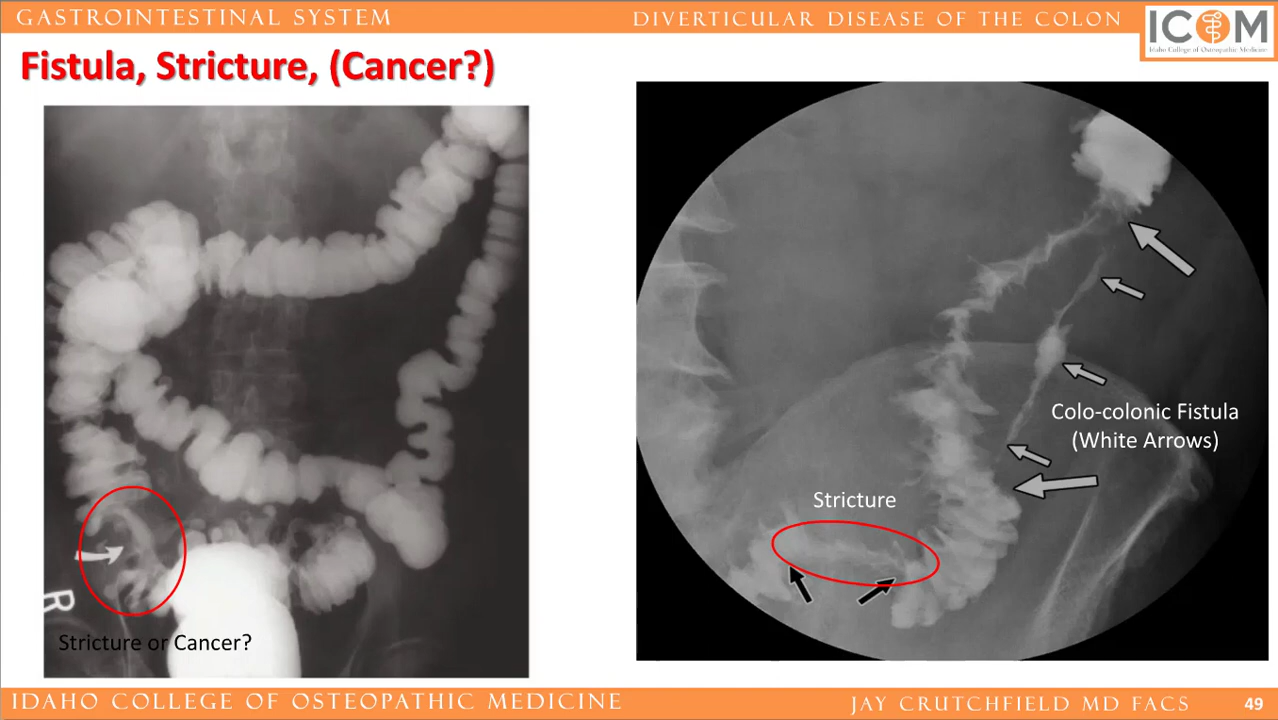 GASTROINTESTINAL SYSTEM
DIVERTICULAR DISEASE OF THE COLON
ICOM
Idaho College of Osteopathic Medicine
Fistula, Stricture, (Cancer?)
R
Stricture or Cancer?
Colo-colonic Fistula
(White Arrows)
Stricture
IDAHO COLLEGE OF OSTEOPATHIC MEDICINE
JAY CRUTCHFIELD MD FACS
49